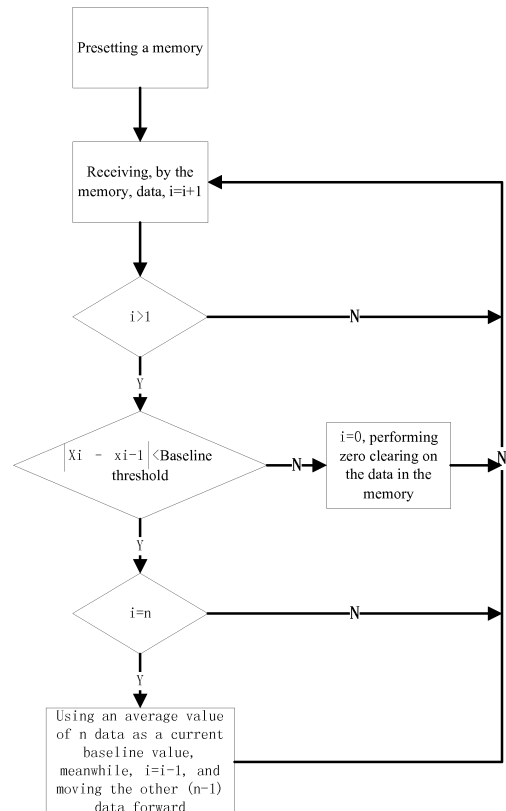 Presetting a memory
Receiving, by the
memory, data, i=i+1
i>1
N
Y
|Xi - xi-1|<Baseline
threshold
N
i=0, performing
zero clearing on
the data in the
memory
N
Y
i=n
N
Y
Using an average value
of n data as a current
baseline value,
meanwhile, i=i-1, and
moving the other (n-1)
data forward